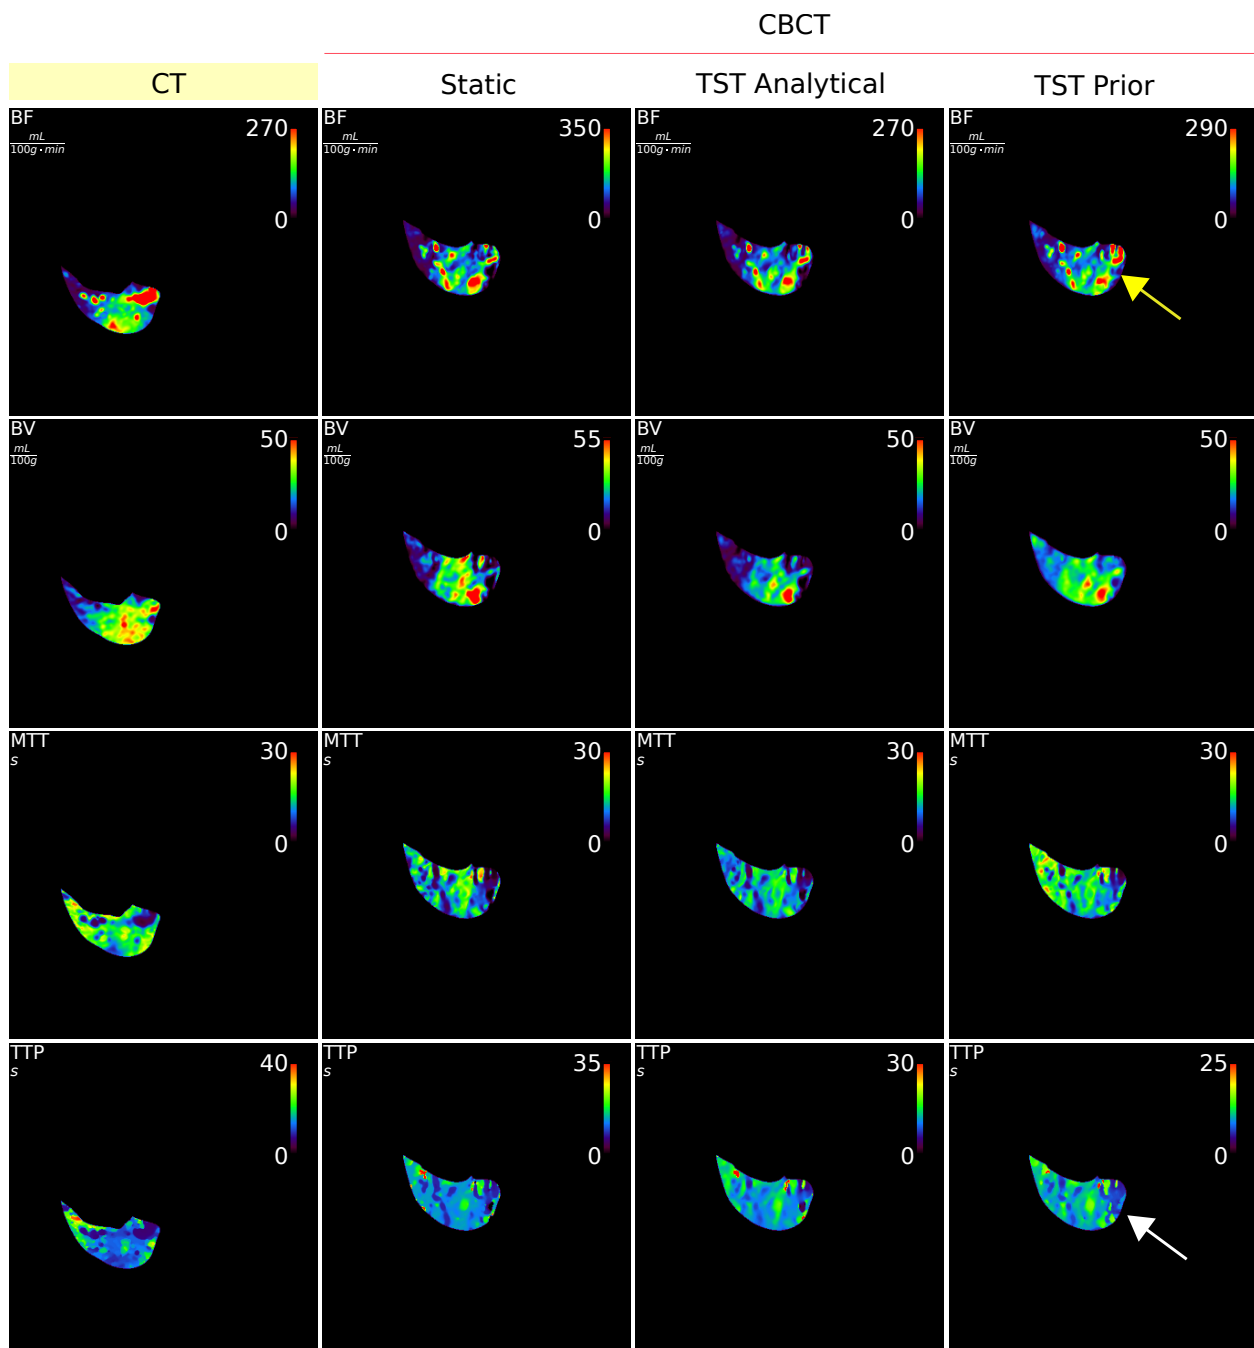 CBCT
CT Static TST Analytical TST Prior
BF 270 BF 350 BF 270 BF 290
mL mL mL mL
100g·min 100g·min 100g·min 100g·min
0 0 0 0
BV 50 BV 55 BV 50 BV 50
mL mL mL mL
100g 100g 100g 100g
0 0 0 0
MTT 30 MTT 30 MTT 30 MTT 30
s s s s
0 0 0 0
TTP 40 TTP 35 TTP 30 TTP 25
s s s s
0 0 0 0